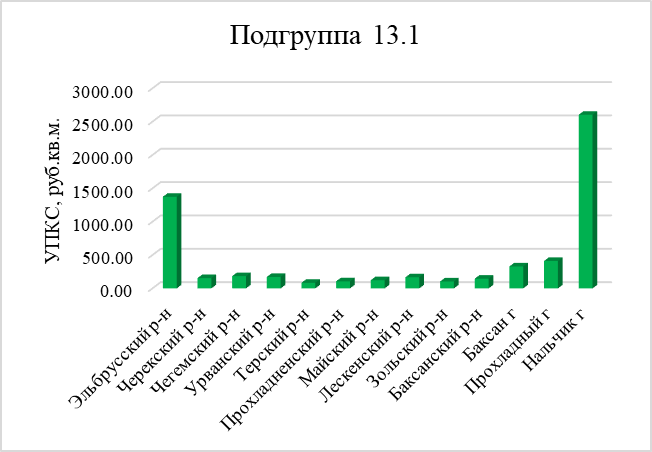 Подгруппа 13.1
УПКС, руб.кв.м.
3000.00
2500.00
2000.00
1500.00
1000.00
500.00
0.00
Эльбрусский р-н
Черекский р-н
Чегемский р-н
Урванский р-н
Терский р-н
Прохладненский р-н
Майский р-н
Лескенский р-н
Зольский р-н
Баксанский р-н
Баксан г
Прохладный г
Нальчик г